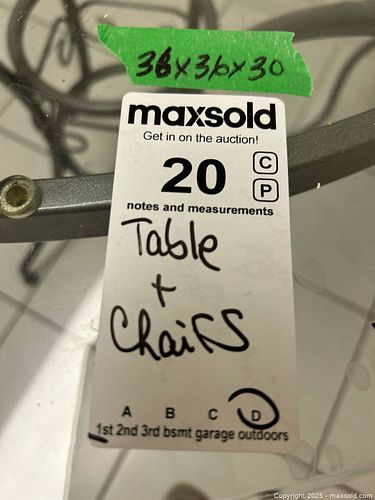 36x36x30
maxsold
Get in on the auction!
20
C
P
notes and measurements
Table
+
Chairs
A B C D
1st 2nd 3rd bsmt garage outdoors
Copyright 2025 - maxsold.com